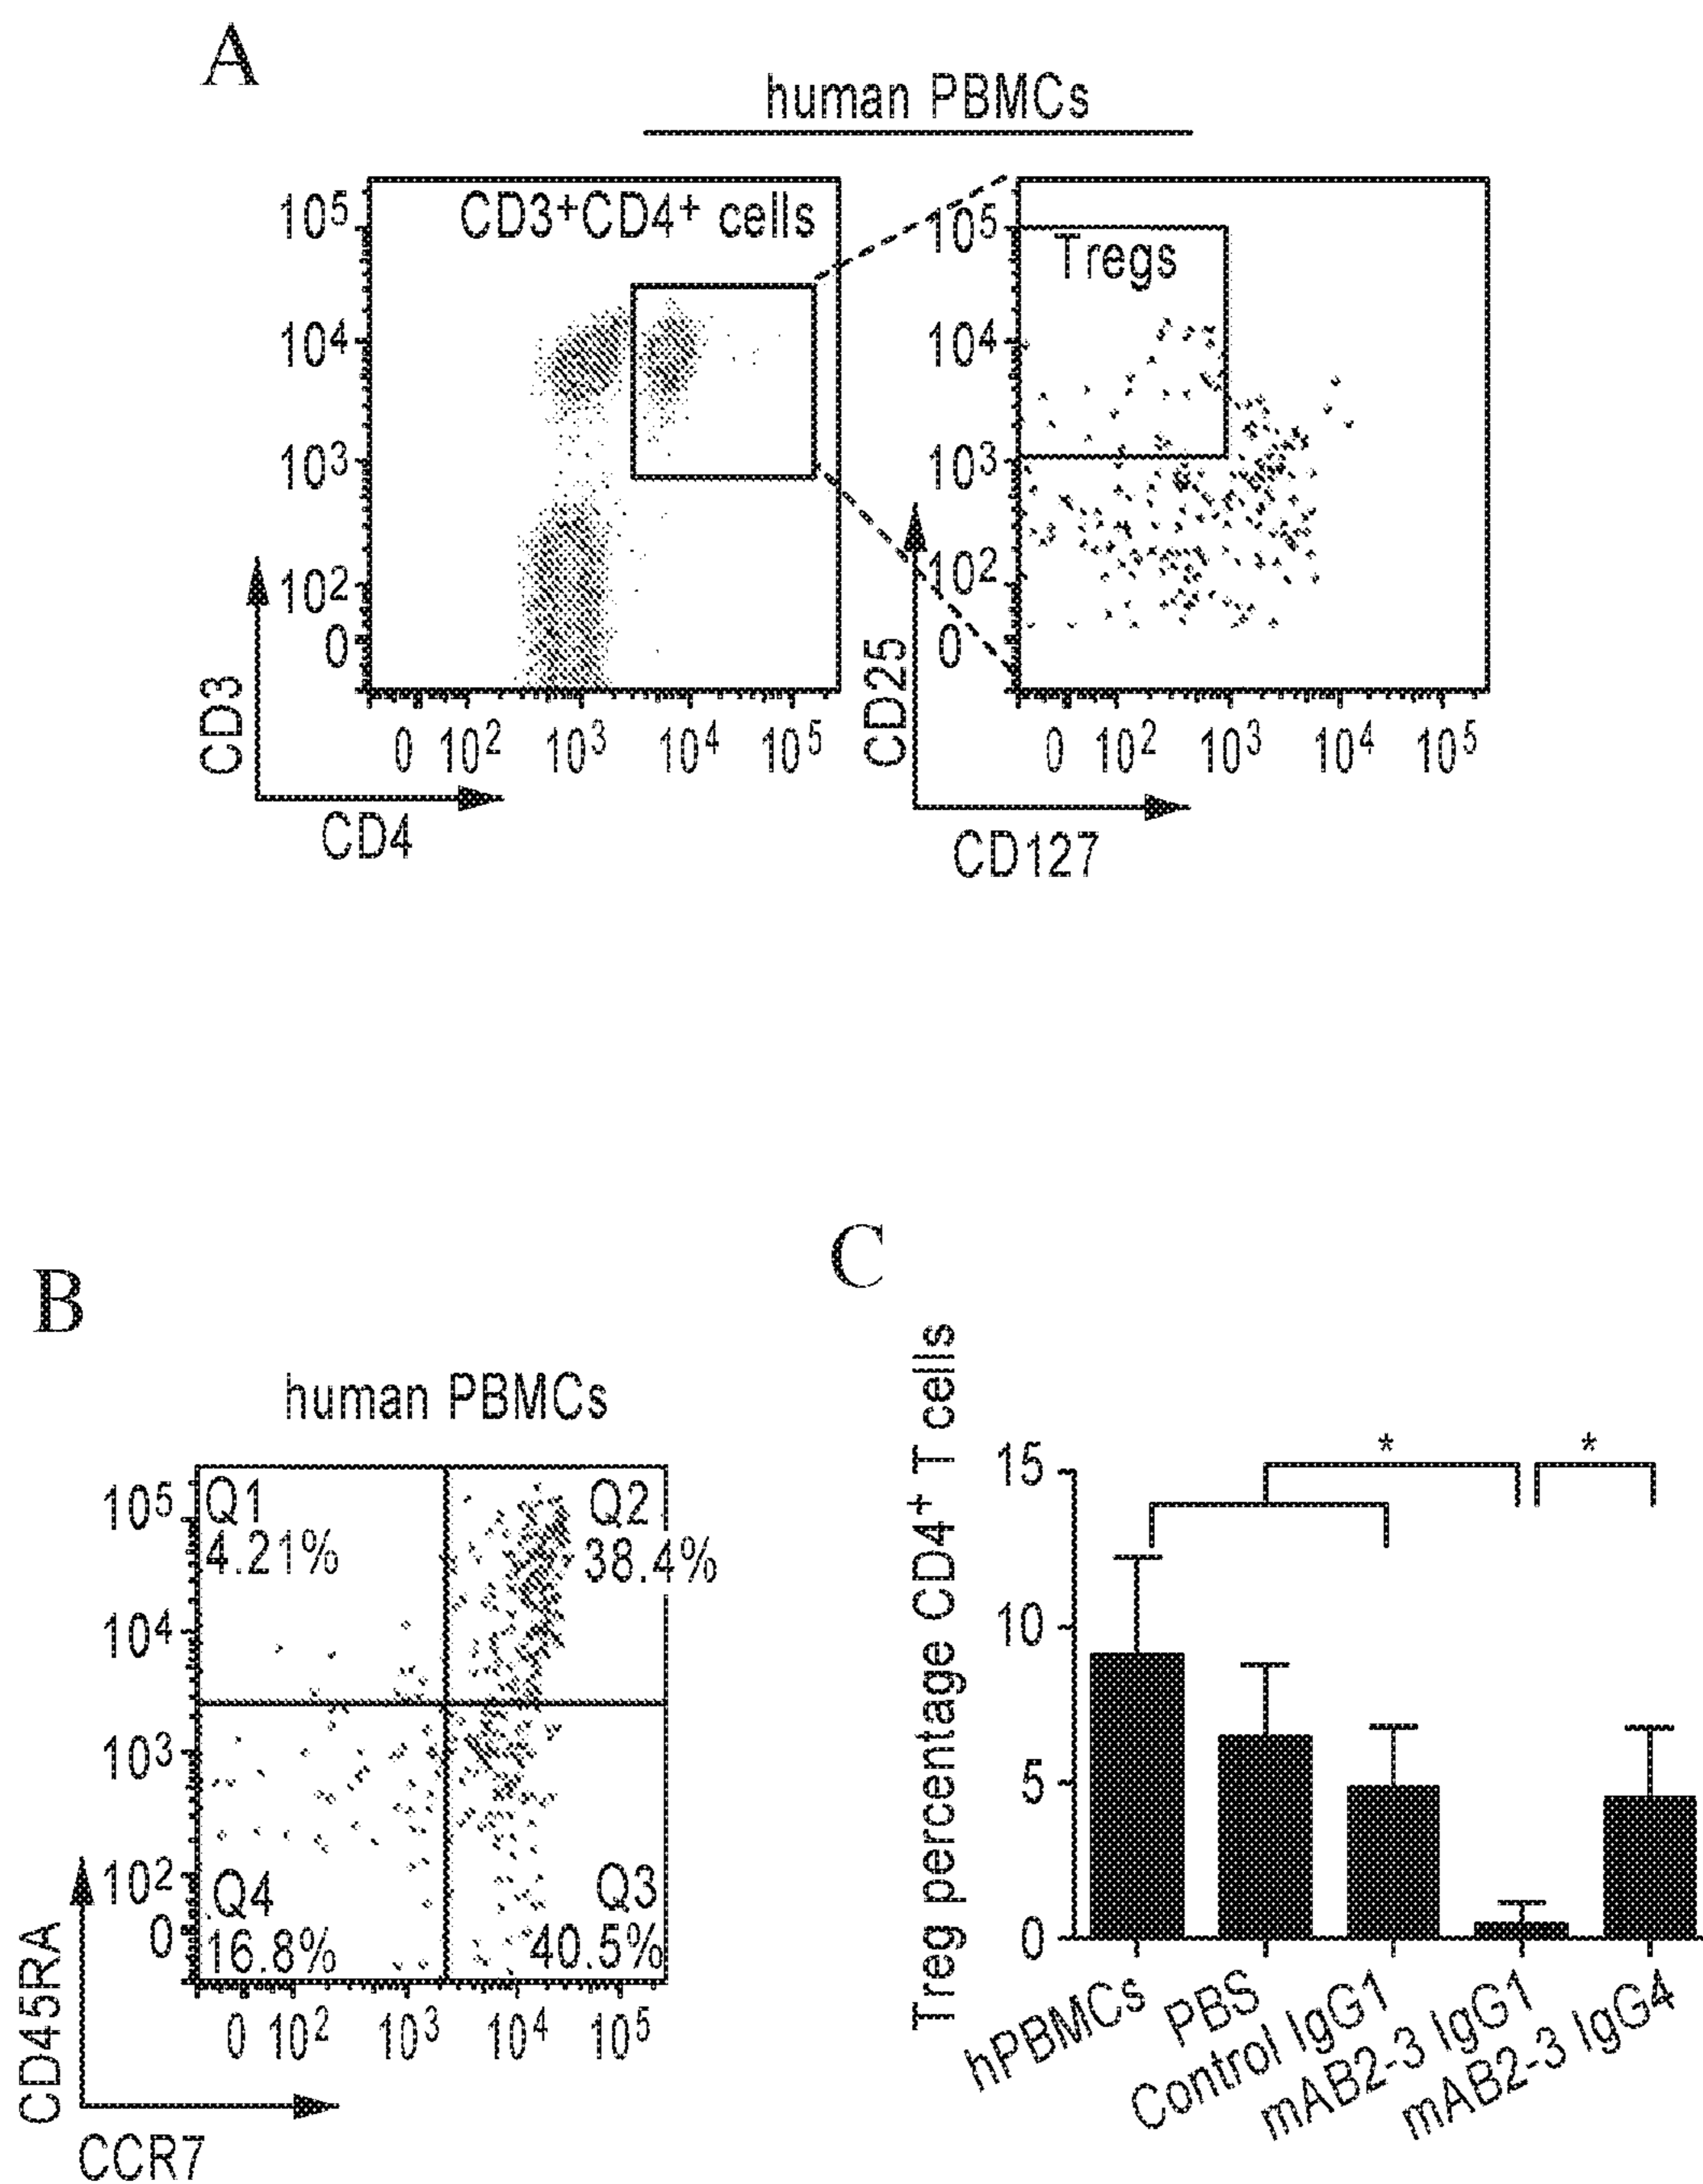 A
human PBMCs
CD3⁺CD4⁺ cells
10⁵
10⁴
10³
10²
0
0 10² 10³ 10⁴ 10⁵
CD3
CD4
Tregs
10⁵
10⁴
10³
10²
0
0 10² 10³ 10⁴ 10⁵
CD25
CD127
B
human PBMCs
Q1
4.21%
Q2
38.4%
Q4
16.8%
Q3
40.5%
10⁵
10⁴
10³
10²
0
0 10² 10³ 10⁴ 10⁵
CD45RA
CCR7
C
Treg percentage CD4⁺ T cells
15
10
5
0
* *
hPBMCs
PBS
Control IgG1
mAB2-3 IgG1
mAB2-3 IgG4